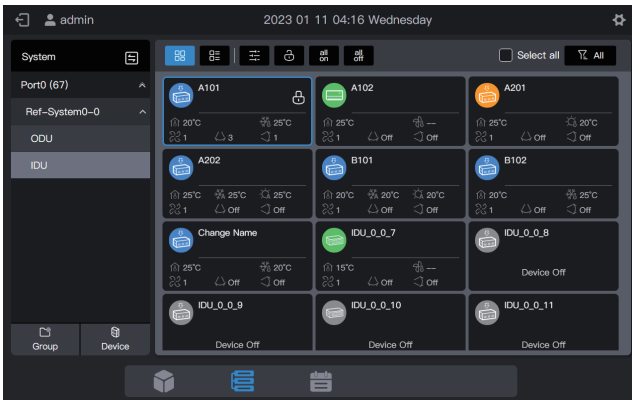 admin
2023 01 11 04:16 Wednesday
System
all on
all off
Select all
All
Port0 (67)
Ref-System0-0
ODU
IDU
Group
Device
A101
20°C
25°C
1
3
1
A102
25°C
--
1
Off
Off
A201
25°C
20°C
1
Off
Off
A202
25°C
25°C
25°C
1
Off
Off
B101
20°C
20°C
20°C
1
Off
Off
B102
20°C
25°C
1
Off
Off
Change Name
25°C
20°C
1
Off
Off
IDU_0_0_7
15°C
--
1
Off
Off
IDU_0_0_8
Device Off
IDU_0_0_9
Device Off
IDU_0_0_10
Device Off
IDU_0_0_11
Device Off